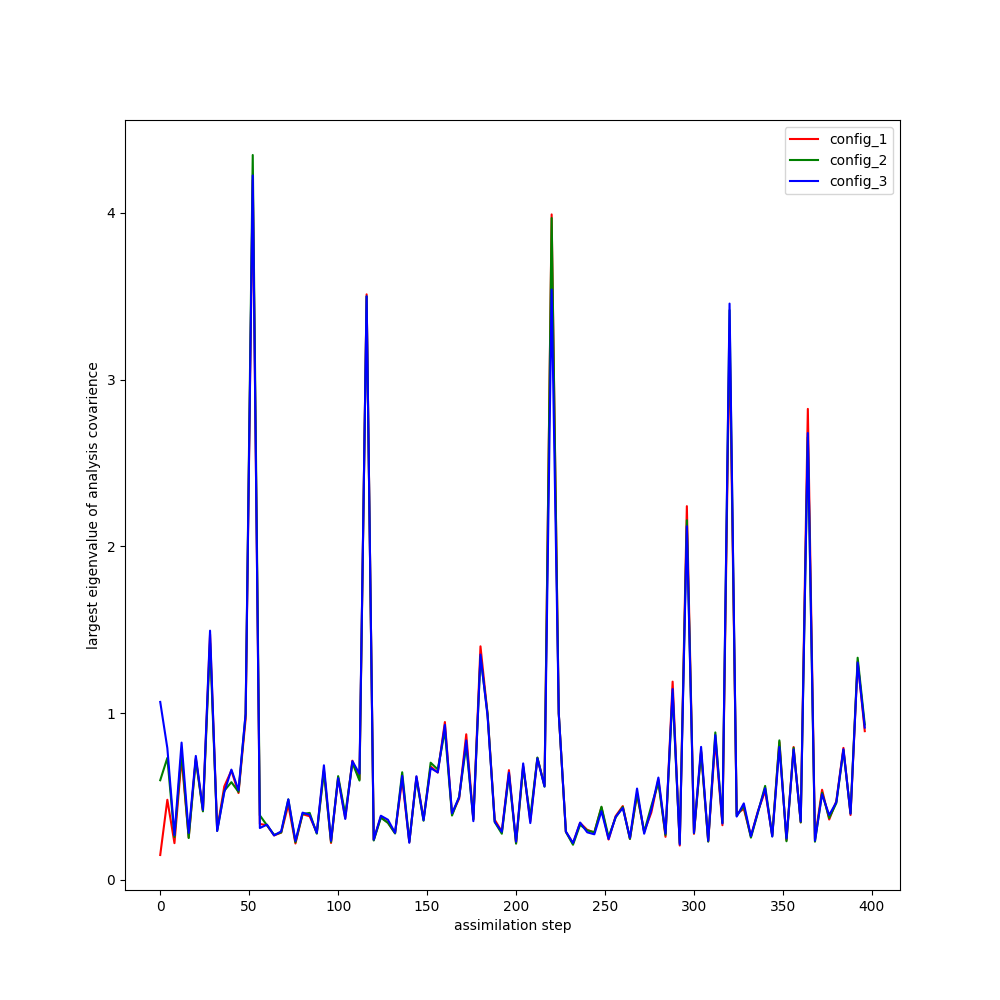 config_1
config_2
config_3
largest eigenvalue of analysis covarience
4
3
2
1
0
0 50 100 150 200 250 300 350 400
assimilation step